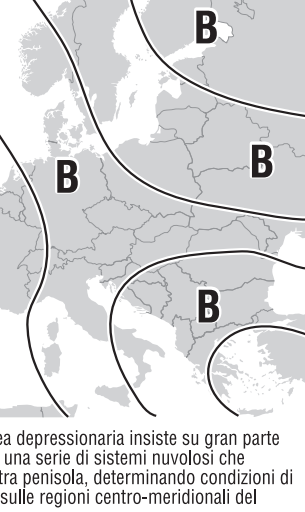 B
B
B
B
ea depressionaria insiste su gran parte
una serie di sistemi nuvolosi che
tra penisola, determinando condizioni di
sulle regioni centro-meridionali del